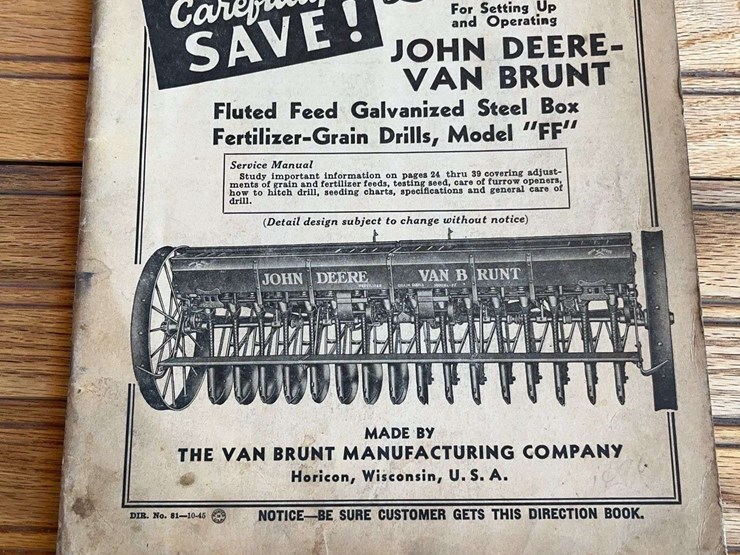 Carefully
SAVE!
For Setting Up
and Operating
JOHN DEERE-
VAN BRUNT
Fluted Feed Galvanized Steel Box
Fertilizer-Grain Drills, Model "FF"
Service Manual
Study important information on pages 24 thru 39 covering adjust-
ments of grain and fertilizer feeds, testing seed, care of furrow openers,
how to hitch drill, seeding charts, specifications and general care of
drill.
(Detail design subject to change without notice)
JOHN DEERE VAN BRUNT
MADE BY
THE VAN BRUNT MANUFACTURING COMPANY
Horicon, Wisconsin, U. S. A.
DIR. No. 81—10-45
NOTICE—BE SURE CUSTOMER GETS THIS DIRECTION BOOK.